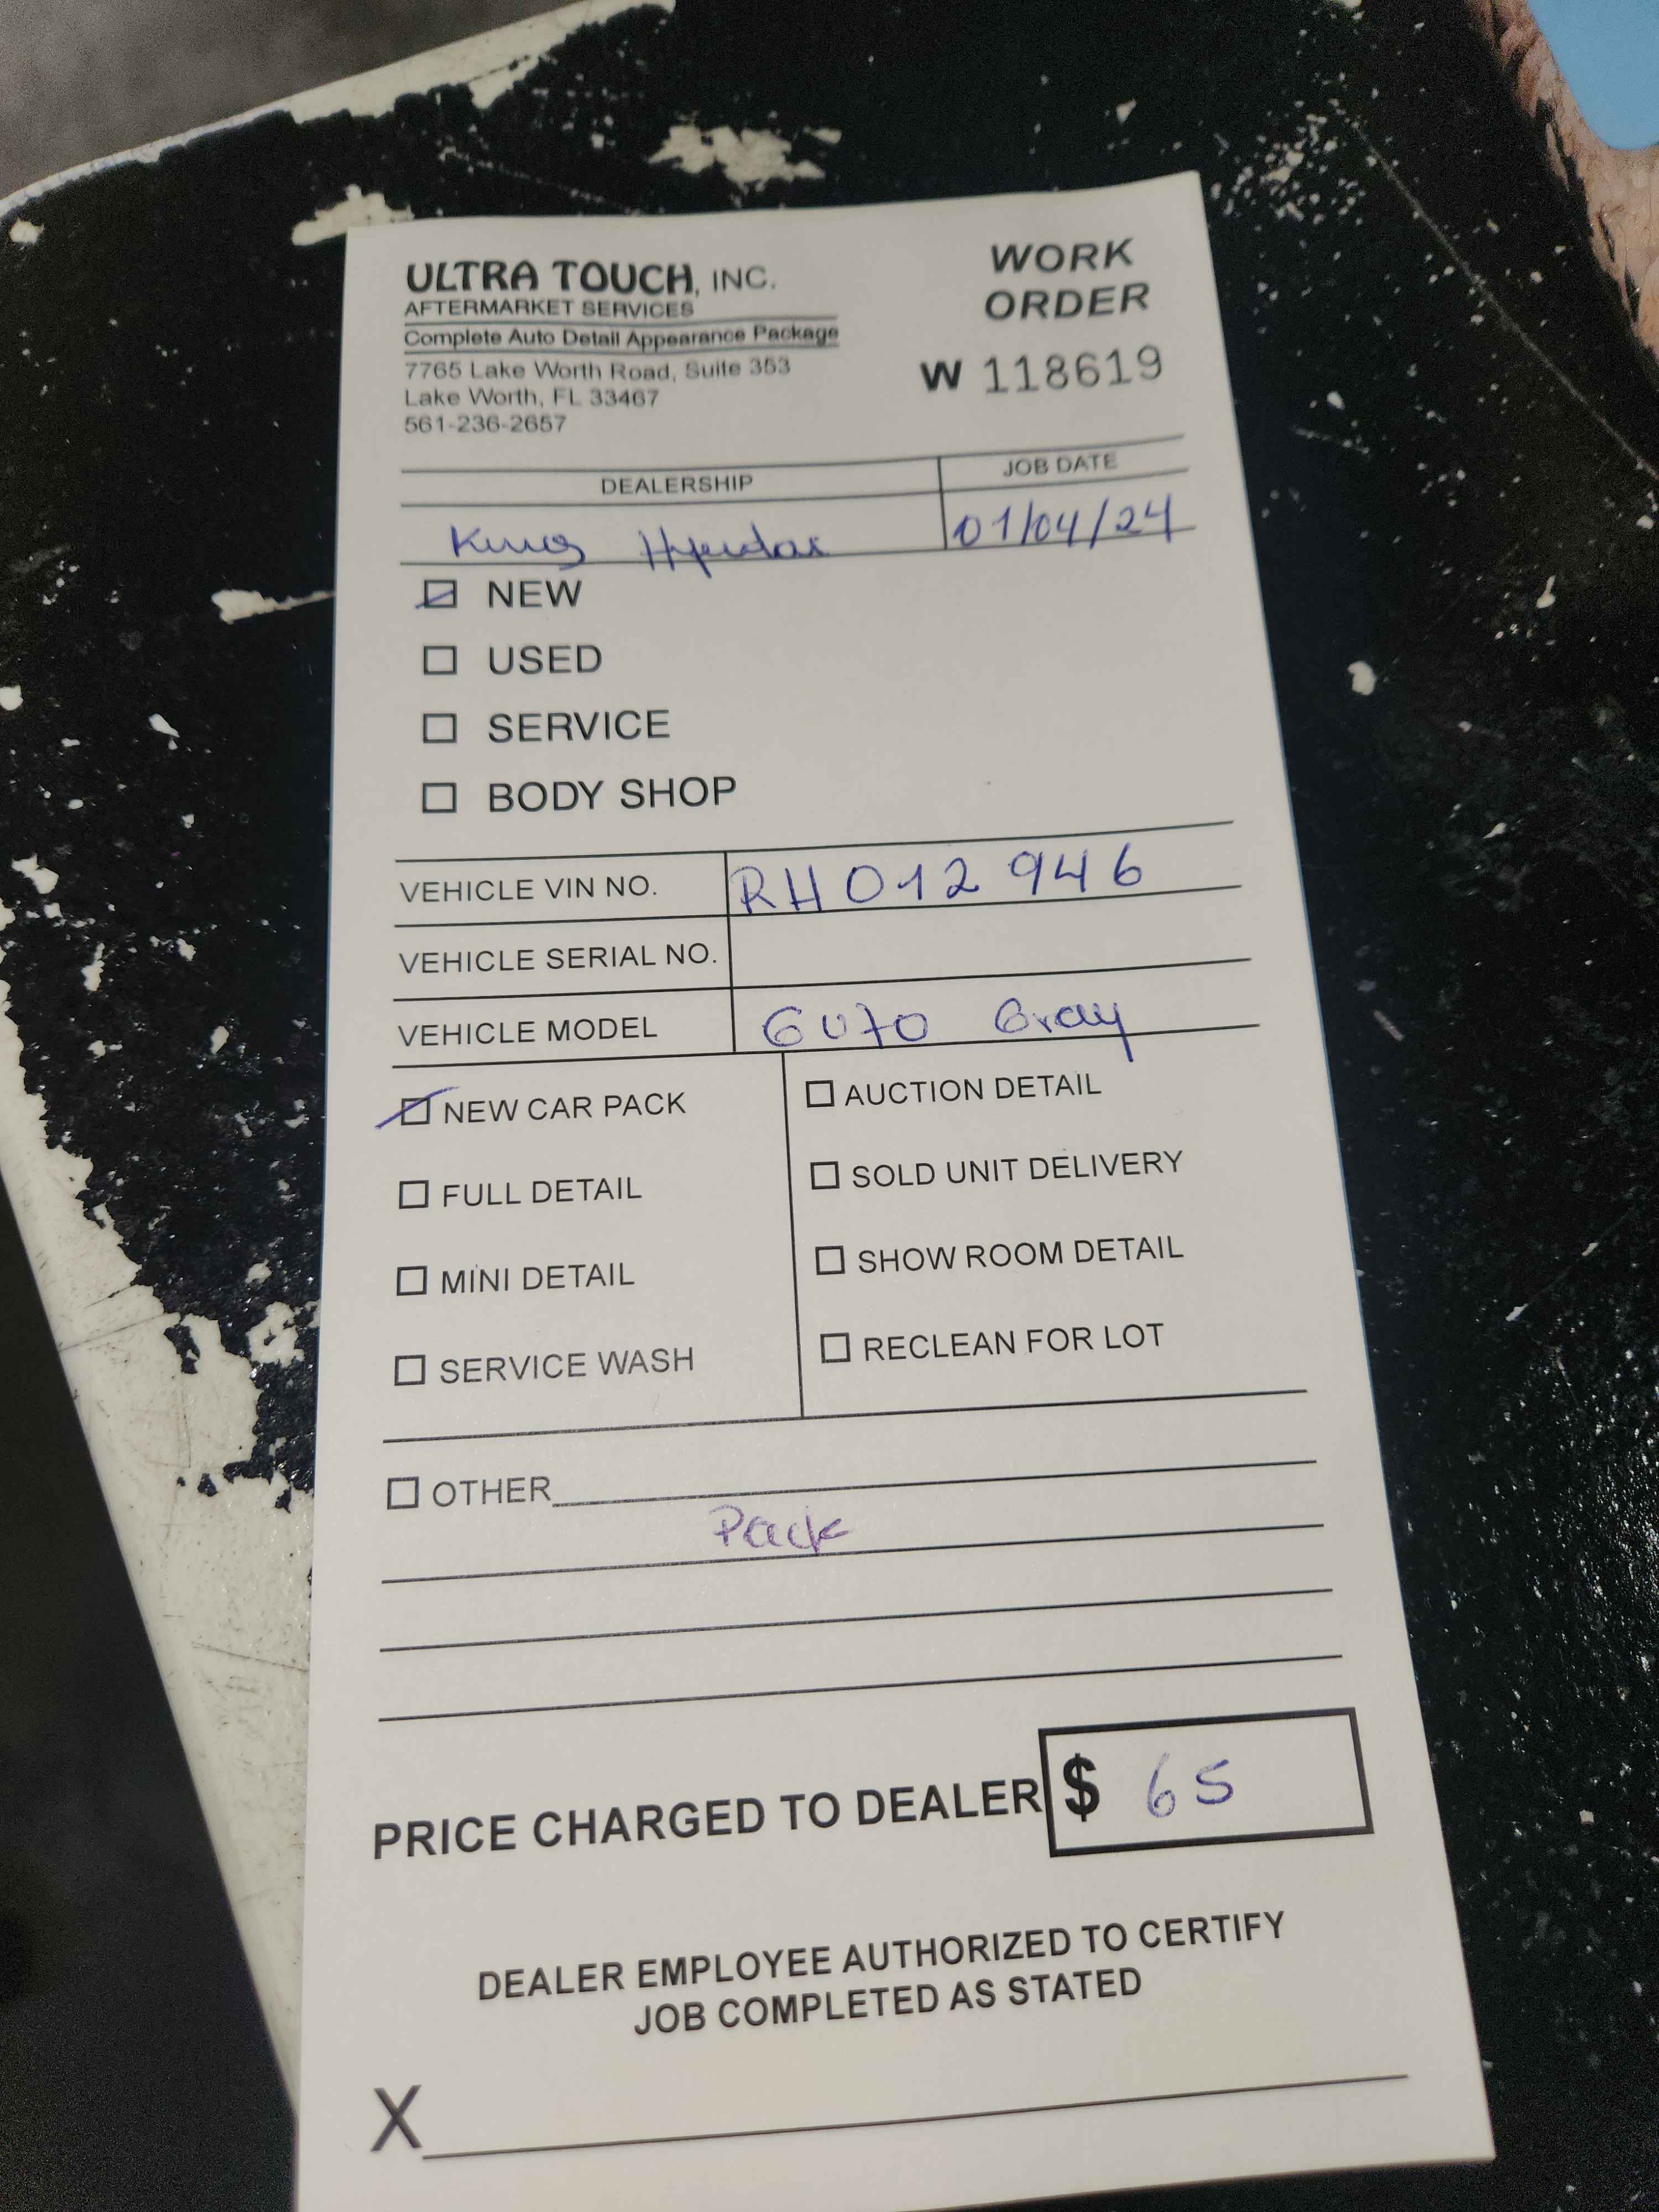 ULTRA TOUCH, INC.
AFTERMARKET SERVICES
Complete Auto Detail Appearance Package
7765 Lake Worth Road, Suite 353
Lake Worth, FL 33467
561-236-2657
WORK
ORDER
W 118619
DEALERSHIP
JOB DATE
01/04/24
NEW
USED
SERVICE
BODY SHOP
VEHICLE VIN NO. RH012946
VEHICLE SERIAL NO.
VEHICLE MODEL GV70 Gray
NEW CAR PACK
FULL DETAIL
MINI DETAIL
SERVICE WASH
AUCTION DETAIL
SOLD UNIT DELIVERY
SHOW ROOM DETAIL
RECLEAN FOR LOT
OTHER
Pack
PRICE CHARGED TO DEALER $ 65
DEALER EMPLOYEE AUTHORIZED TO CERTIFY
JOB COMPLETED AS STATED
X